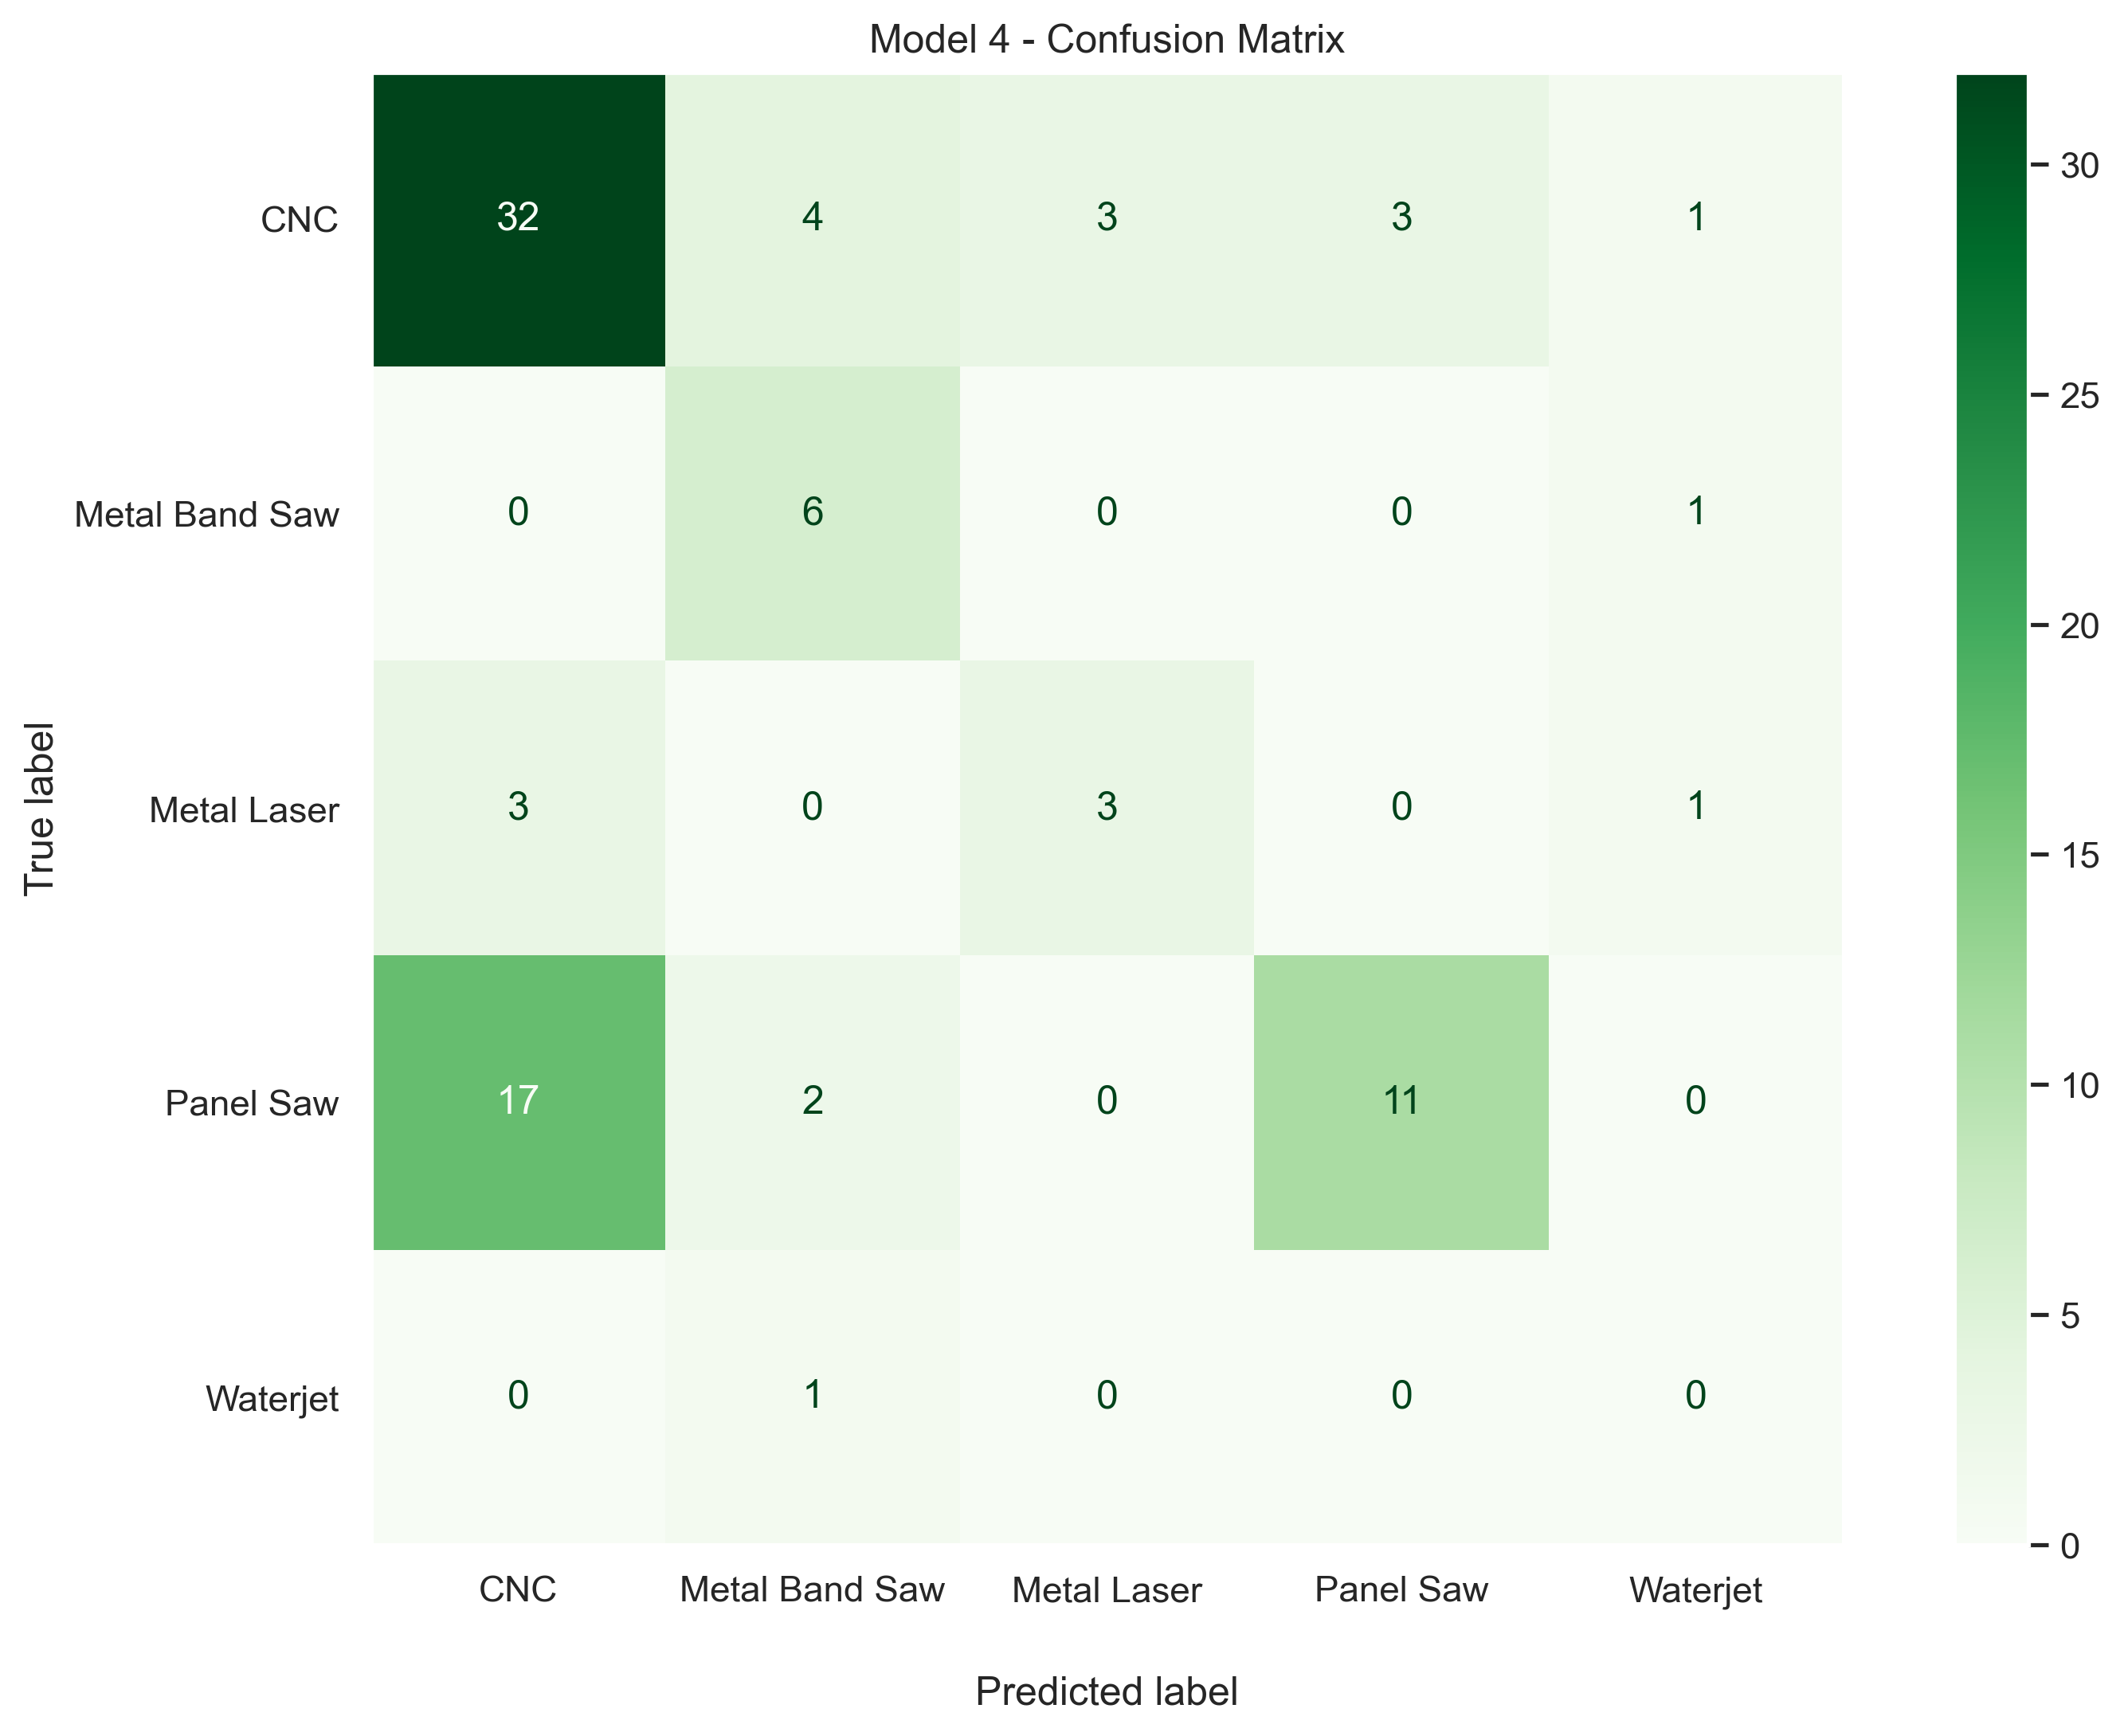 Model 4 - Confusion Matrix
CNC 32 4 3 3 1
Metal Band Saw 0 6 0 0 1
Metal Laser 3 0 3 0 1
Panel Saw 17 2 0 11 0
Waterjet 0 1 0 0 0
CNC Metal Band Saw Metal Laser Panel Saw Waterjet
Predicted label
True label
30
25
20
15
10
5
0